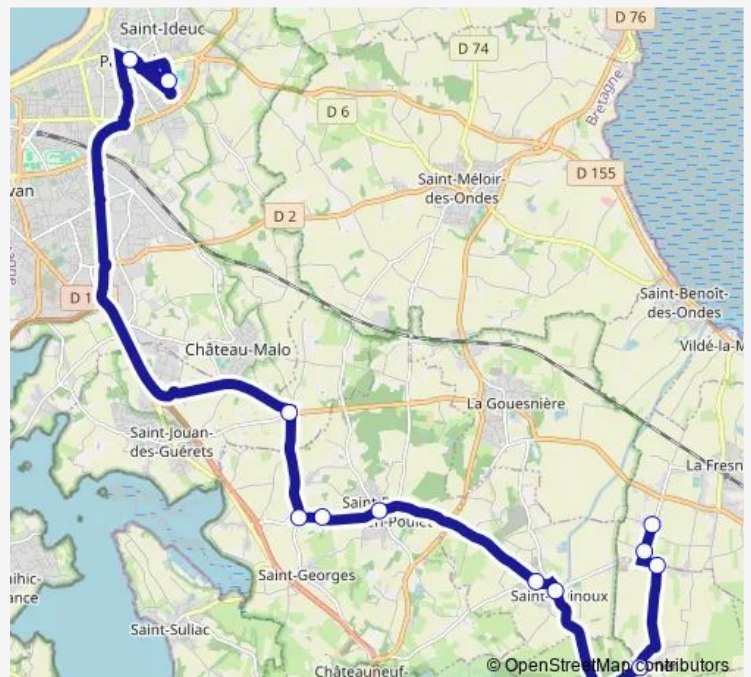 Saint-Ideuc
D 76
D 74
D 6
Bretagne
Saint-Méloir-
des-Ondes
D 155
D 2
D 1
Saint-Benoît-
des-Ondes
Château-Malo
La Gouesnière
Saint-Jouan-
des-Guérets
La Fresn
Saint-Georges
Saint-Suliac
Châteauneuf-
© OpenStreetMap contributors